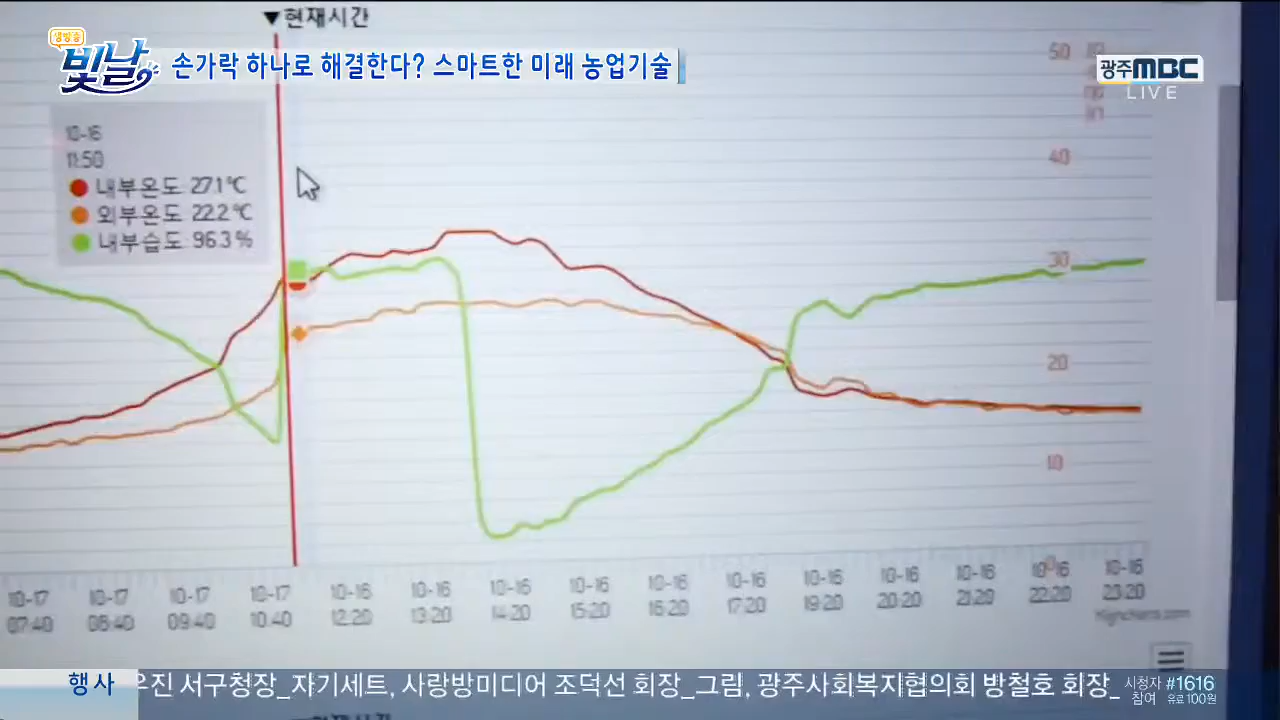 ▼현재시간
생방송
빛날
손가락 하나로 해결한다? 스마트한 미래 농업기술
광주MBC
LIVE
10-16
11:50
내부온도: 27.1℃
외부온도: 22.2℃
내부습도: 96.3%
50
40
30
20
10
0
10-17 10-17 10-17 10-17 10-16 10-16 10-16 10-16 10-16 10-16 10-16 10-16 10-16 10-16 10-16
07:40 08:40 09:40 10:40 12:20 13:20 14:20 15:20 16:20 17:20 19:20 20:20 21:20 22:20 23:20
Highcharts.com
행사
우진 서구청장_자기세트, 사랑방미디어 조덕선 회장_그림, 광주사회복지협의회 방철호 회장_
시청자 #1616
참여 유료 100원